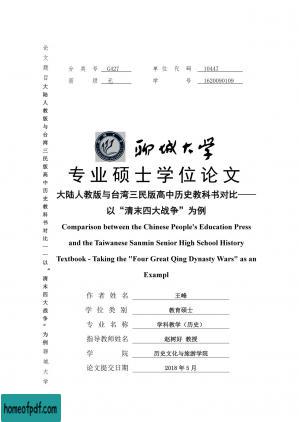 论文题目大陆人教版与台湾三民版高中历史教科书对比——以“清末四大战争”为例 聊城大学
分类号 G427 单位代码 10447
密级 无 学号 1620090109
聊城大学
专业硕士学位论文
大陆人教版与台湾三民版高中历史教科书对比——
以“清末四大战争”为例
Comparison between the Chinese People's Education Press
and the Taiwanese Sanmin Senior High School History
Textbook - Taking the "Four Great Qing Dynasty Wars" as an
Exampl
作者姓名 王峰
学位类别 教育硕士
专业名称 学科教学（历史）
指导教师姓名 赵树好 教授
学院 历史文化与旅游学院
论文提交日期 2018 年 5 月
homeofpdf.com
homeofpdf.com